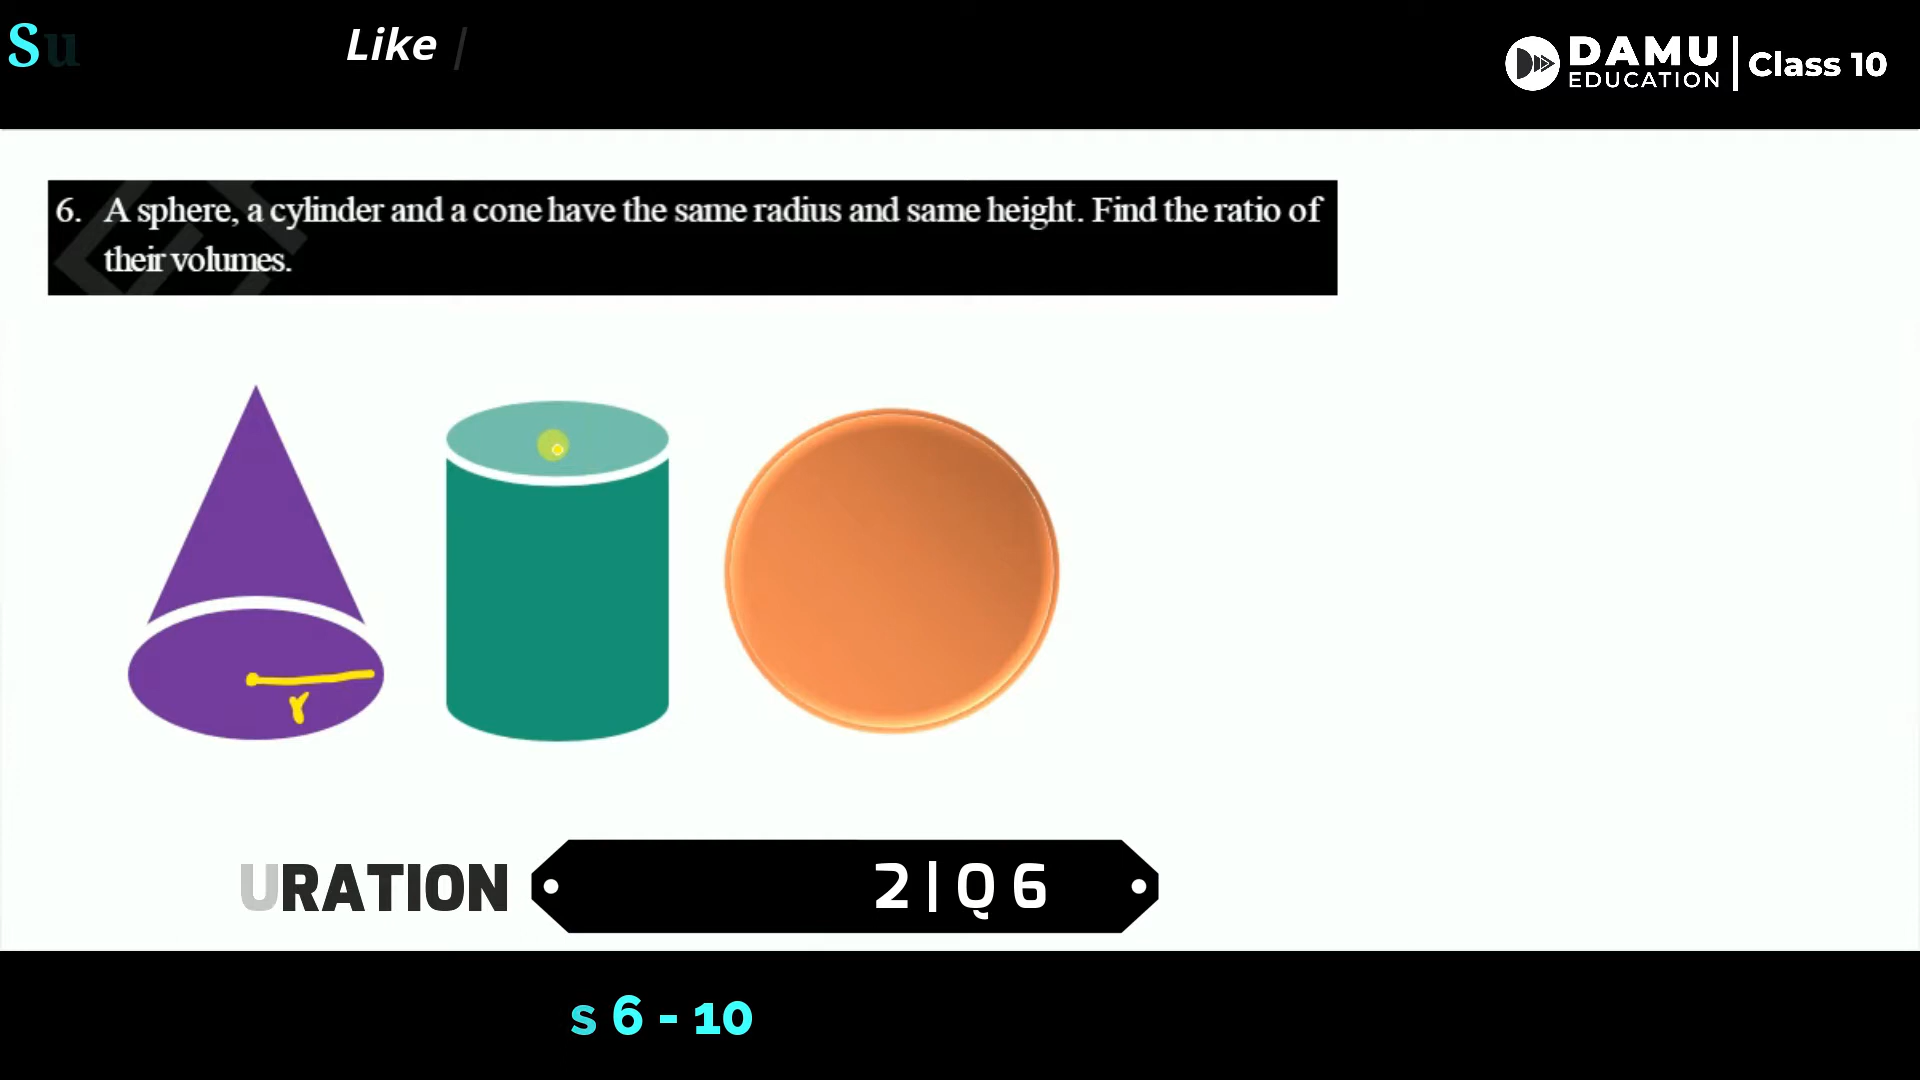 Su
Like
DAMU
EDUCATION
Class 10
6. A sphere, a cylinder and a cone have the same radius and same height. Find the ratio of
their volumes.
r
URATION
2|Q6
s 6 - 10